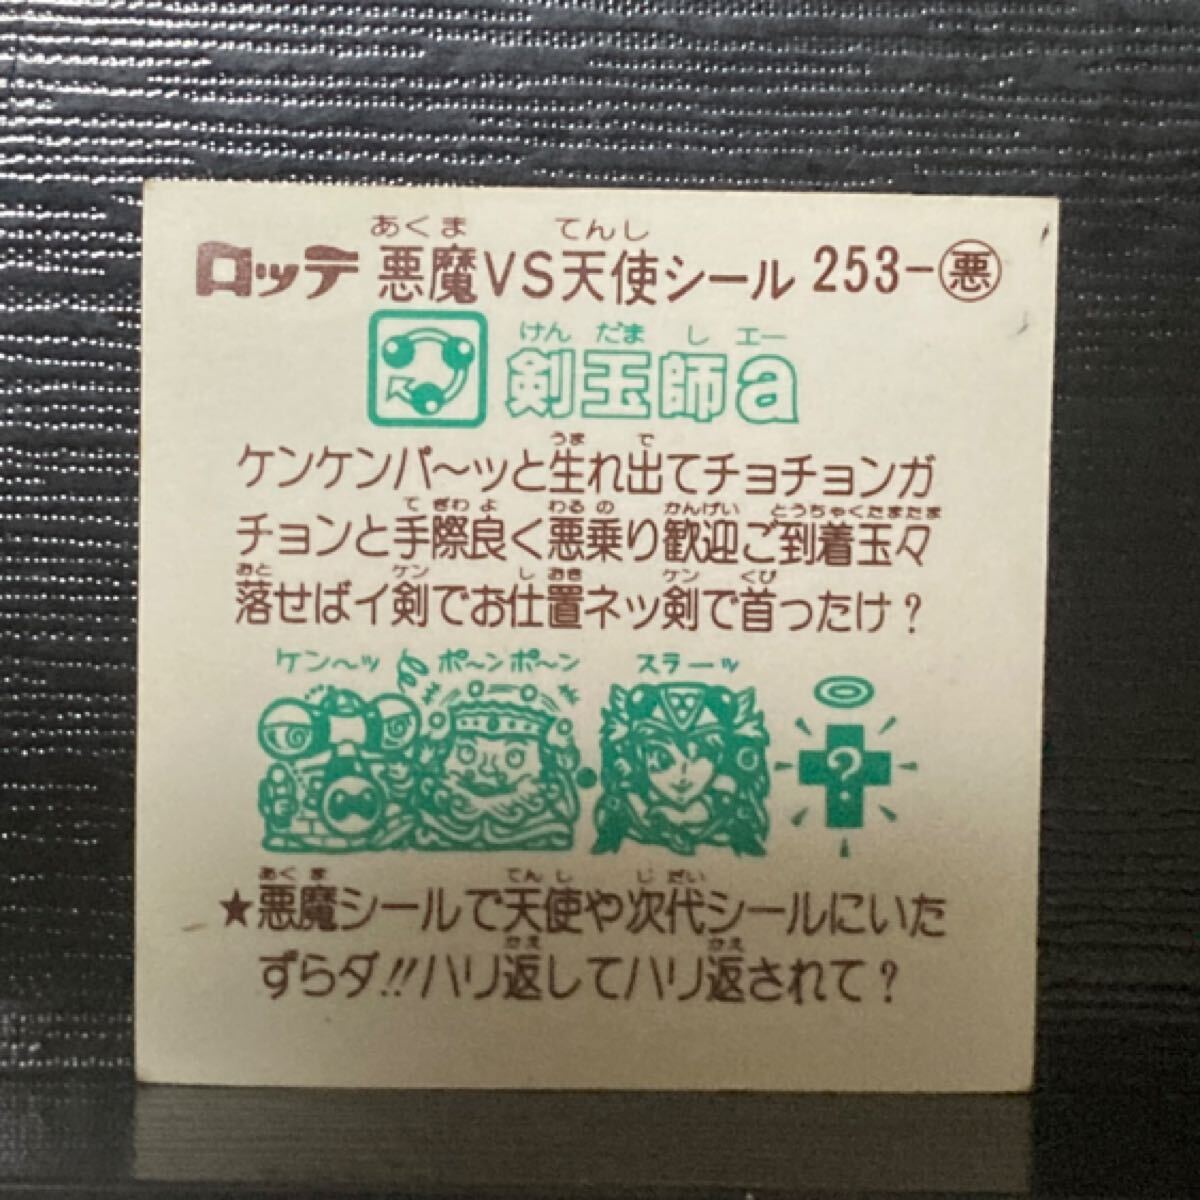 あくま てんし
ロッテ 悪魔VS天使シール 253-悪
けん だま し エー
剣玉師a
うま で
ケンケンパ〜ッと生れ出てチョチョンガ
て ぎわ よ わる の かんげい とうちゃくたまたま
チョンと手際良く悪乗り歓迎ご到着玉々
おと ケン し おき ケン くび
落せばイ剣でお仕置ネッ剣で首ったけ?
ケン〜ッ ポ〜ンポ〜ン スラーッ
?
あく ま てん し じ だい
★悪魔シールで天使や次代シールにいた
かえ かえ
ずらダ!!ハリ返してハリ返されて?